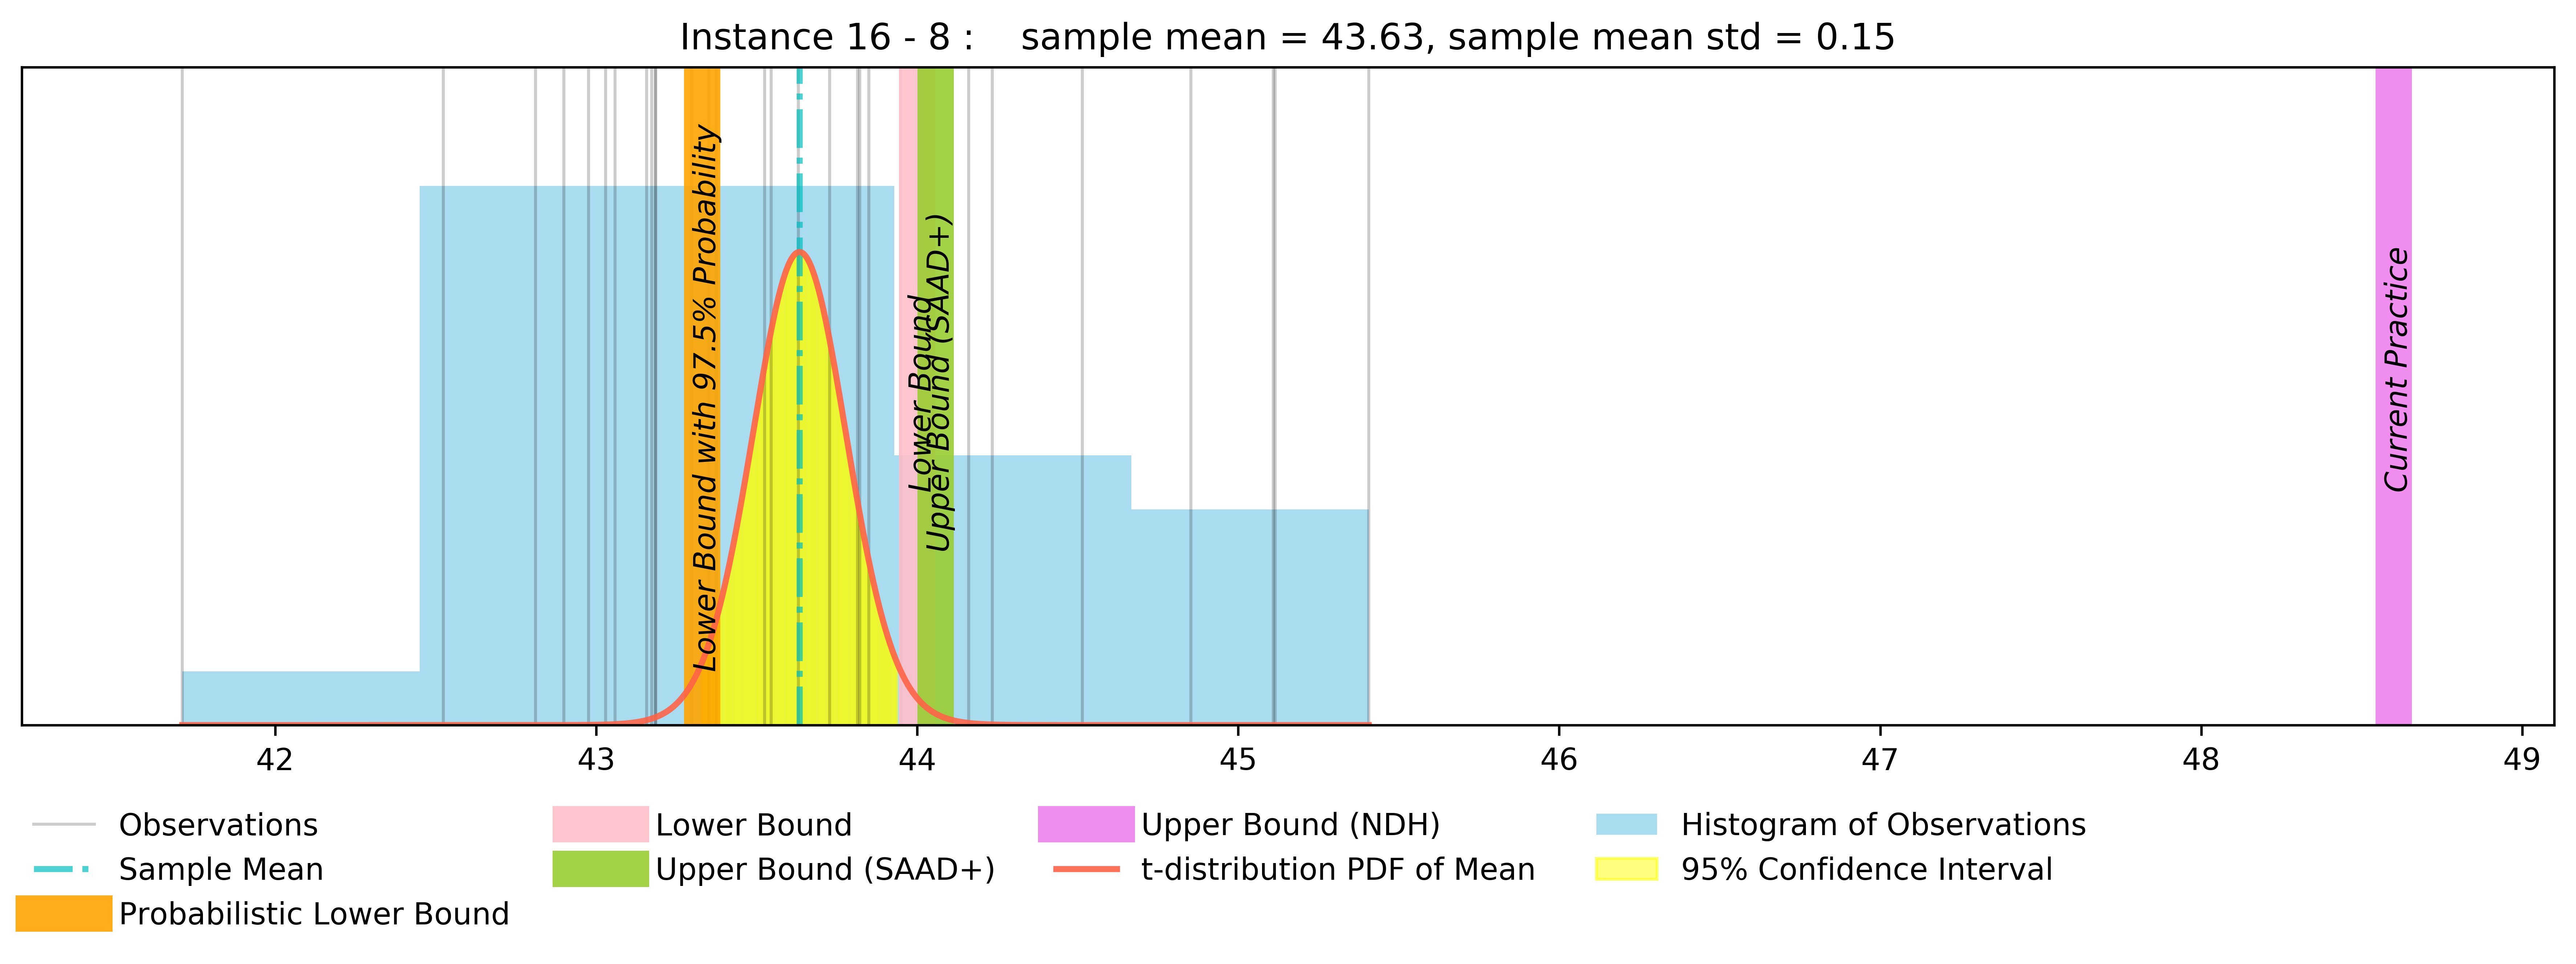 Instance 16 - 8 :    sample mean = 43.63, sample mean std = 0.15
Lower Bound with 97.5% Probability
Lower Bound
Upper Bound (SAAD+)
Current Practice
42 43 44 45 46 47 48 49
Observations
Sample Mean
Probabilistic Lower Bound
Lower Bound
Upper Bound (SAAD+)
Upper Bound (NDH)
t-distribution PDF of Mean
Histogram of Observations
95% Confidence Interval